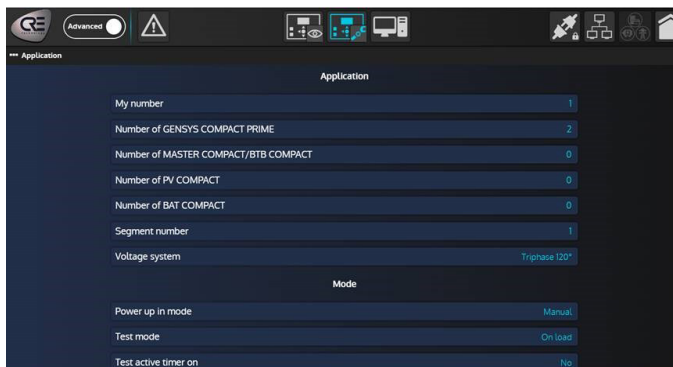 CRE
Advanced
••• Application
Application
My number 1
Number of GENSYS COMPACT PRIME 2
Number of MASTER COMPACT/BTB COMPACT 0
Number of PV COMPACT 0
Number of BAT COMPACT 0
Segment number 1
Voltage system Triphase 120°
Mode
Power up in mode Manual
Test mode On load
Test active timer on No